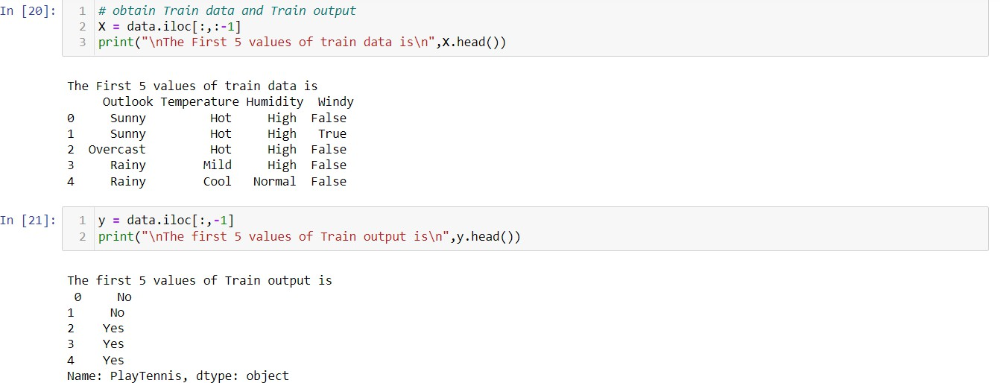 In [20]:
1 # obtain Train data and Train output
2 X = data.iloc[:,:-1]
3 print("\nThe First 5 values of train data is\n",X.head())
The First 5 values of train data is
Outlook Temperature Humidity Windy
0 Sunny Hot High False
1 Sunny Hot High True
2 Overcast Hot High False
3 Rainy Mild High False
4 Rainy Cool Normal False
In [21]:
1 y = data.iloc[:,-1]
2 print("\nThe first 5 values of Train output is\n",y.head())
The first 5 values of Train output is
0 No
1 No
2 Yes
3 Yes
4 Yes
Name: PlayTennis, dtype: object